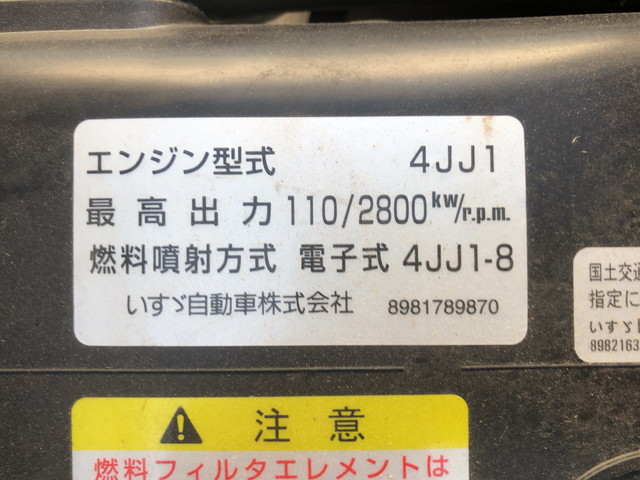 エンジン型式 4JJ1
最高出力 110/2800kw/r.p.m.
燃料噴射方式 電子式 4JJ1-8
いすゞ自動車株式会社 8981789870
国土交通
指定に
いすゞ
8982163
注意
燃料フィルタエレメントは